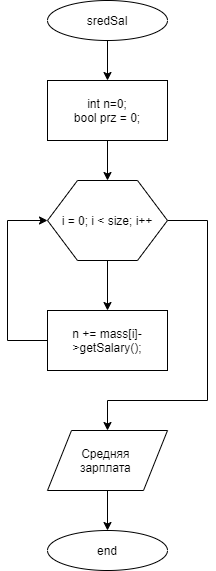 sredSal
int n=0;
bool prz = 0;
i = 0; i < size; i++
n += mass[i]-
>getSalary();
Средняя
зарплата
end